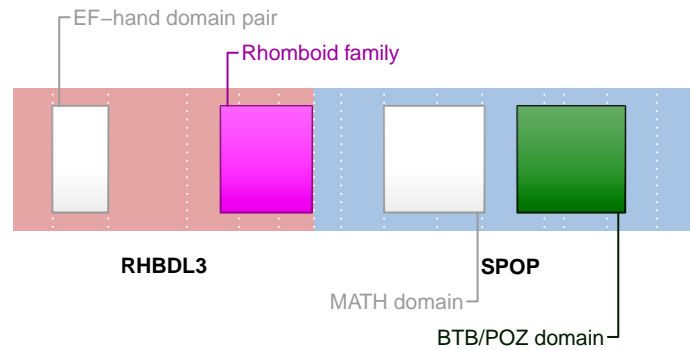 EF−hand domain pair
Rhomboid family
RHBDL3
SPOP
MATH domain
BTB/POZ domain